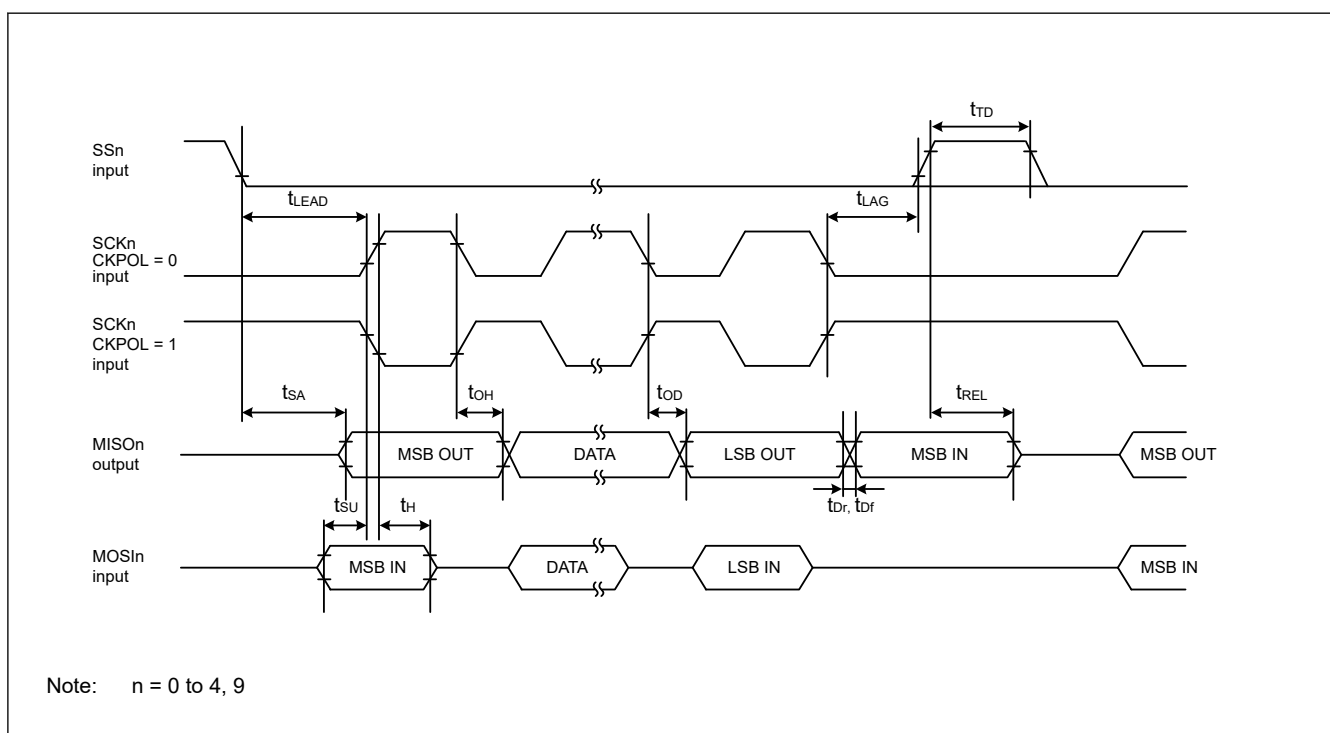 tTD
SSn
input
tLEAD
tLAG
SCKn
CKPOL = 0
input
SCKn
CKPOL = 1
input
tSA
tOH
tOD
tREL
MISOn
output
MSB OUT
DATA
LSB OUT
MSB IN
MSB OUT
tSU
tH
tDr, tDf
MOSIn
input
MSB IN
DATA
LSB IN
MSB IN
Note: n = 0 to 4, 9